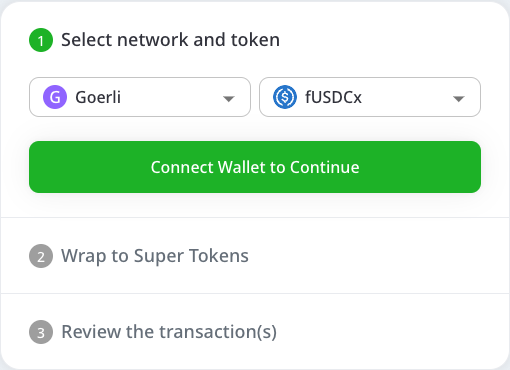 1 Select network and token
G Goerli fUSDCx
Connect Wallet to Continue
2 Wrap to Super Tokens
3 Review the transaction(s)